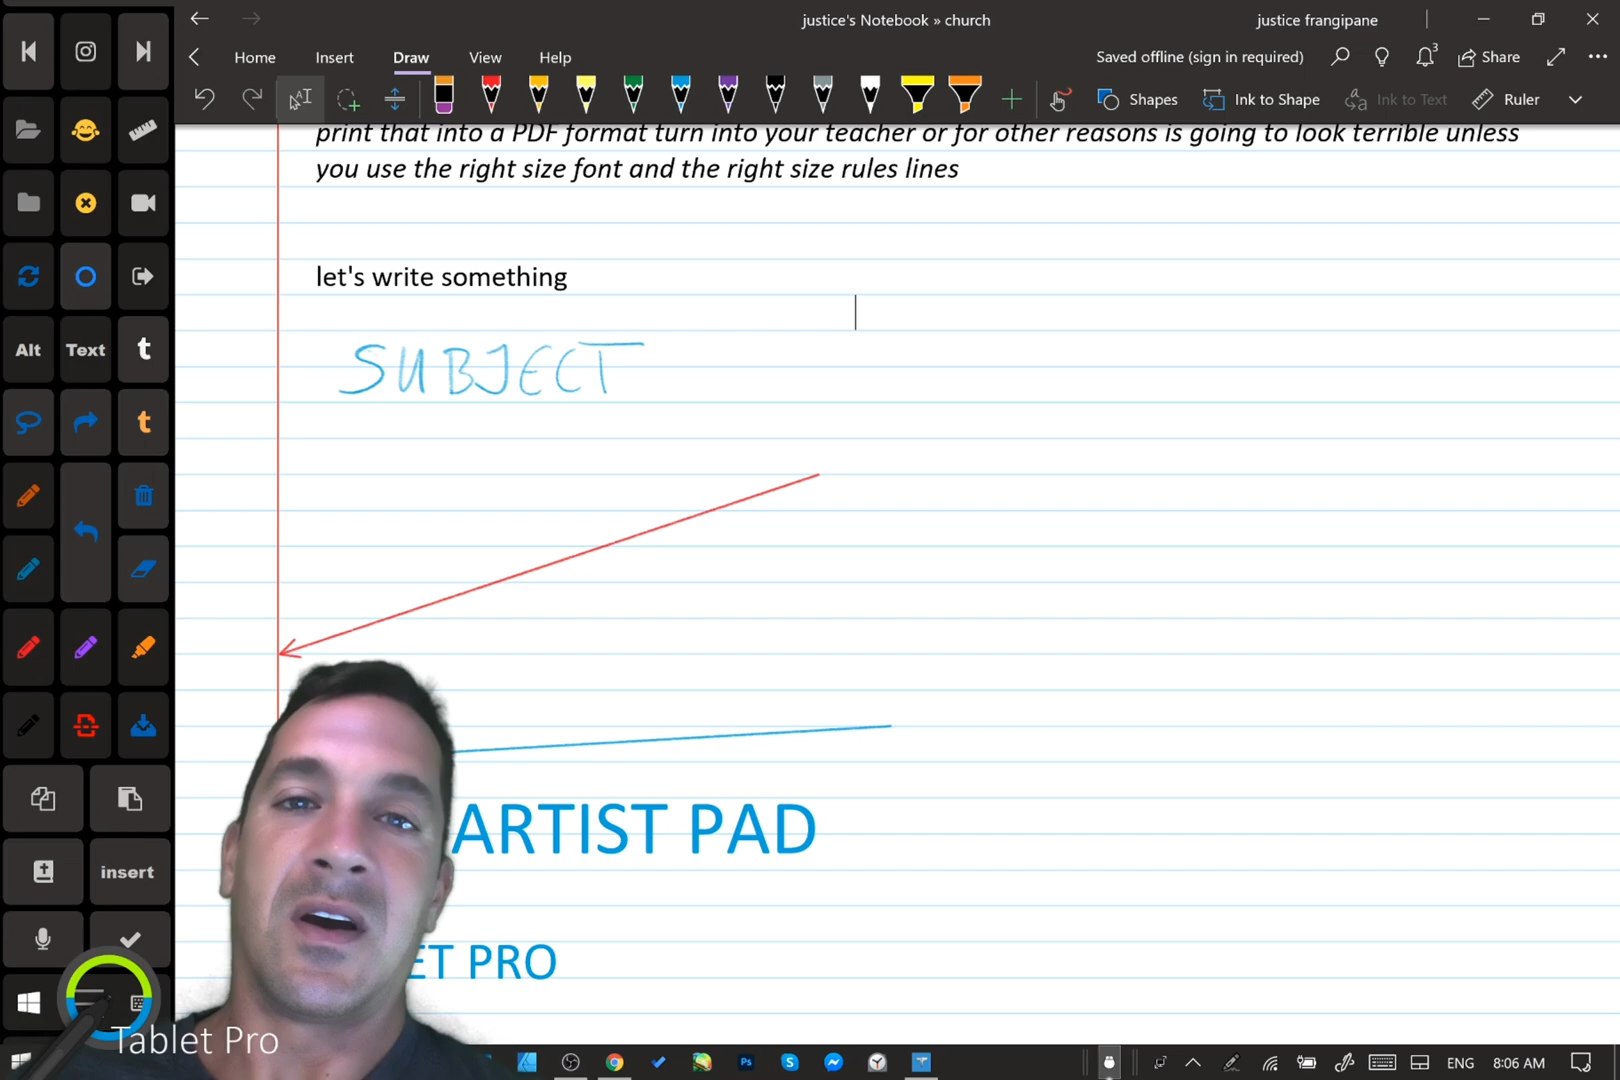 justice's Notebook » church
justice frangipane
Home Insert Draw View Help
Saved offline (sign in required)
3
Share
Shapes
Ink to Shape
Ink to Text
Ruler
print that into a PDF format turn into your teacher or for other reasons is going to look terrible unless
you use the right size font and the right size rules lines
let's write something
SUBJECT
Alt Text t
t
ARTIST PAD
insert
ET PRO
Tablet Pro
Ps
ENG 8:06 AM